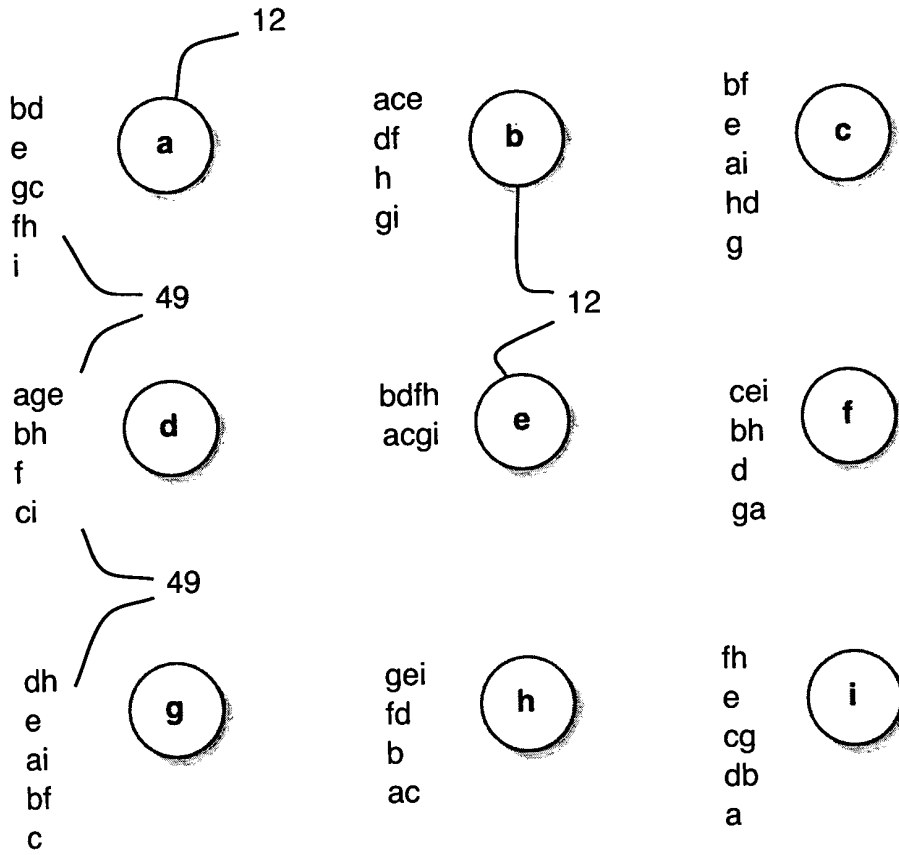 12
bd
e
gc
fh
i
a
ace
df
h
gi
b
bf
e
ai
hd
g
c
49
12
age
bh
f
ci
d
bdfh
acgi
e
cei
bh
d
ga
f
49
dh
e
ai
bf
c
g
gei
fd
b
ac
h
fh
e
cg
db
a
i